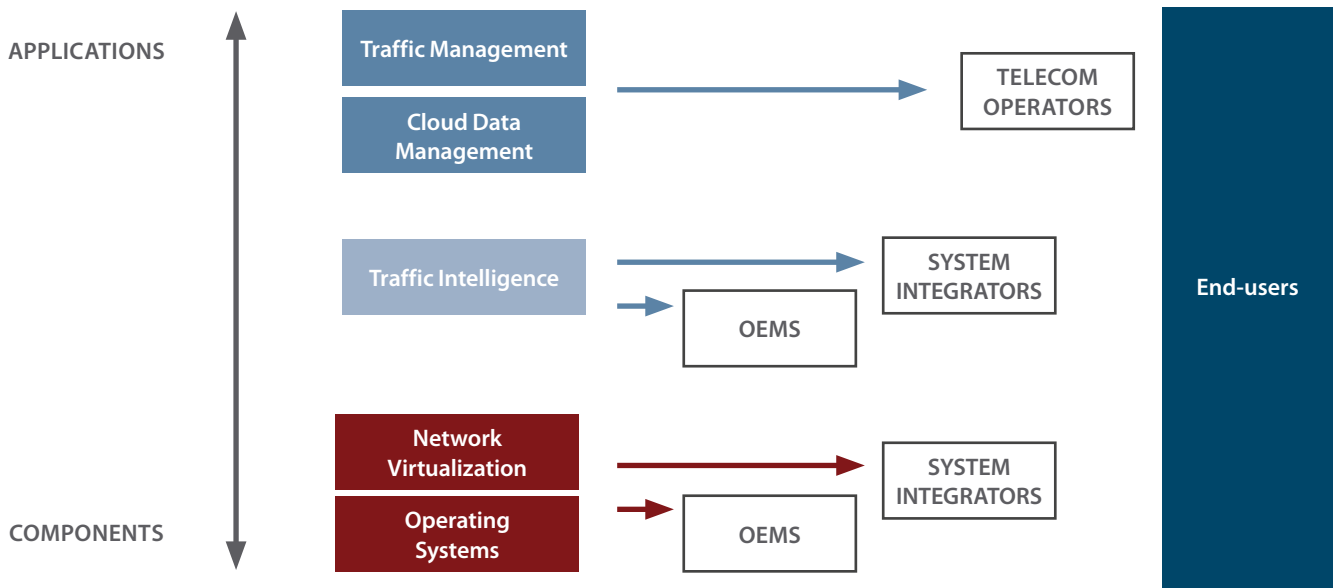 APPLICATIONS
Traffic Management
Cloud Data
Management
TELECOM
OPERATORS
Traffic Intelligence
SYSTEM
INTEGRATORS
OEMS
End-users
Network
Virtualization
Operating
Systems
SYSTEM
INTEGRATORS
OEMS
COMPONENTS